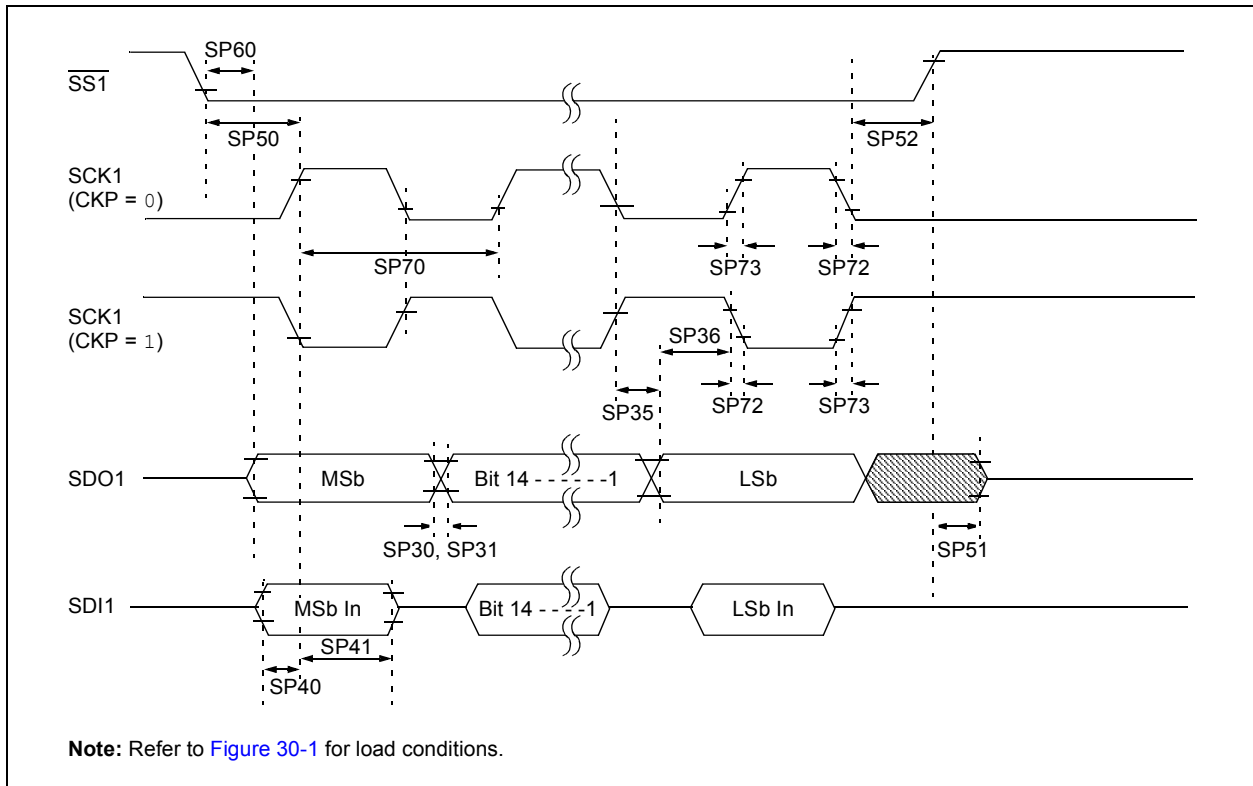 SP60
SS1
SP50
SP52
SCK1
(CKP = 0)
SP70
SP73
SP72
SCK1
(CKP = 1)
SP36
SP35
SP72
SP73
SDO1
MSb
Bit 14 - - - - - -1
LSb
SP30, SP31
SP51
SDI1
MSb In
Bit 14 - - - -1
LSb In
SP41
SP40
Note: Refer to Figure 30-1 for load conditions.